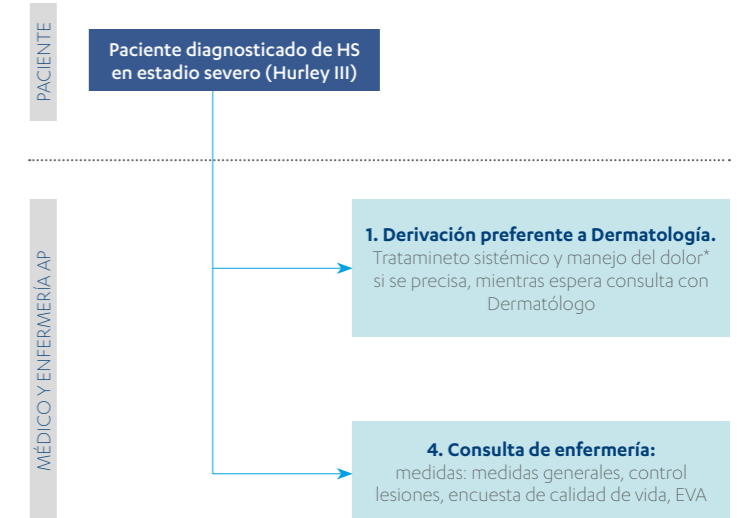 PACIENTE
Paciente diagnosticado de HS
en estadio severo (Hurley III)
MÉDICO Y ENFERMERÍA AP
1. Derivación preferente a Dermatología.
Tratamineto sistémico y manejo del dolor*
si se precisa, mientras espera consulta con
Dermatólogo
4. Consulta de enfermería:
medidas: medidas generales, control
lesiones, encuesta de calidad de vida, EVA